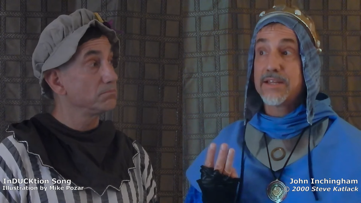 InDUCKtion Song
Illustration by Mike Pozar
John Inchingham
© 2000 Steve Katlack